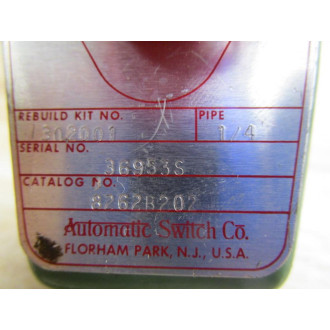 REBUILD KIT NO. PIPE
1/4
SERIAL NO.
36953S
CATALOG NO.
8262B202
Automatic Switch Co.
FLORHAM PARK, N.J., U.S.A.